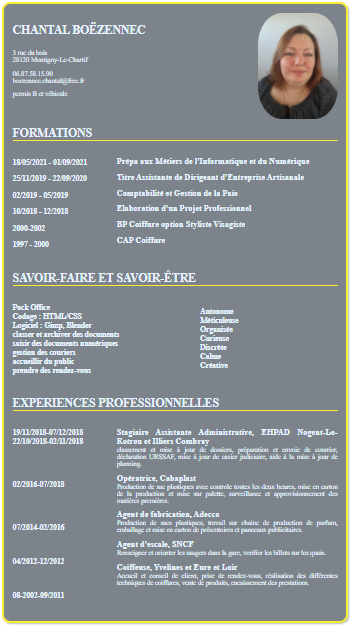 CHANTAL BOËZENNEC
3 rue du bois
28120 Montigny-Le-Chartif
06.87.58.15.90
boezennec.chantal@free.fr
permis B et véhicule
FORMATIONS
18/05/2021 - 01/09/2021 Prépa aux Métiers de l'Informatique et du Numérique
25/11/2019 - 22/09/2020 Titre Assistante de Dirigeant d'Entreprise Artisanale
02/2019 - 05/2019 Comptabilité et Gestion de la Paie
10/2018 - 12/2018 Elaboration d'un Projet Professionnel
2000-2002 BP Coiffure option Styliste Visagiste
1997 - 2000 CAP Coiffure
SAVOIR-FAIRE ET SAVOIR-ÊTRE
Pack Office
Codage : HTML/CSS
Logiciel : Gimp, Blender
classer et archiver des documents
saisir des documents numériques
gestion des couriers
accueillir du public
prendre des rendez-vous
Autonome
Méticuleuse
Organisée
Curieuse
Discrète
Calme
Créative
EXPERIENCES PROFESSIONNELLES
19/11/2018-07/12/2018
22/10/2018-02/11/2018
Stagiaire Assistante Administrative, EHPAD Nogent-Le-
Rotrou et Illiers Combray
classement et mise à jour de dossiers, préparation et envoie de courrier,
déclaration URSSAF, mise à jour de casier judiciaire, aide à la mise à jour de
planning.
02/2016-07/2018
Opératrice, Cabaplast
Production de sac plastiques avec controle toutes les deux heures, mise en carton
de la production et mise sur palette, surveillance et approvisionnement des
matières premières.
07/2014-02/2016
Agent de fabrication, Adecco
Production de sacs plastiques, travail sur chaine de production de parfum,
emballage et mise en carton de présentoires et panneaux publicitaires.
04/2012-12/2012
Agent d'escale, SNCF
Renseigner et orienter les usagers dans la gare, verifier les billets sur les quais.
08-2002-09/2011
Coiffeuse, Yvelines et Eure et Loir
Accueil et conseil de client, prise de rendez-vous, réalisation des différentes
techniques de coiffures, vente de produits, encaissement des prestations.